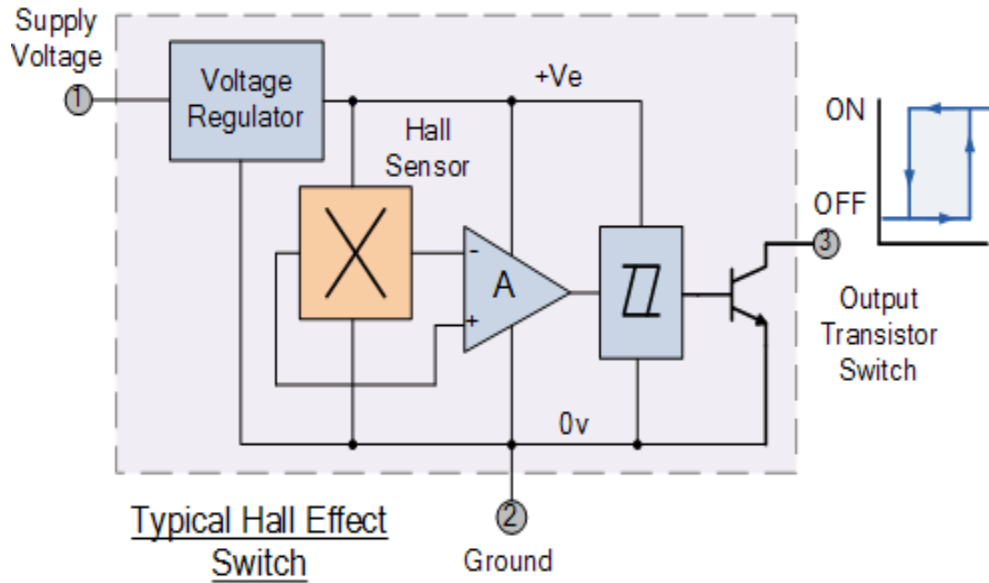 Supply
Voltage
1
Voltage
Regulator
+Ve
Hall
Sensor
ON
OFF
-
A
+
3
Output
Transistor
Switch
0v
2
Ground
Typical Hall Effect
Switch